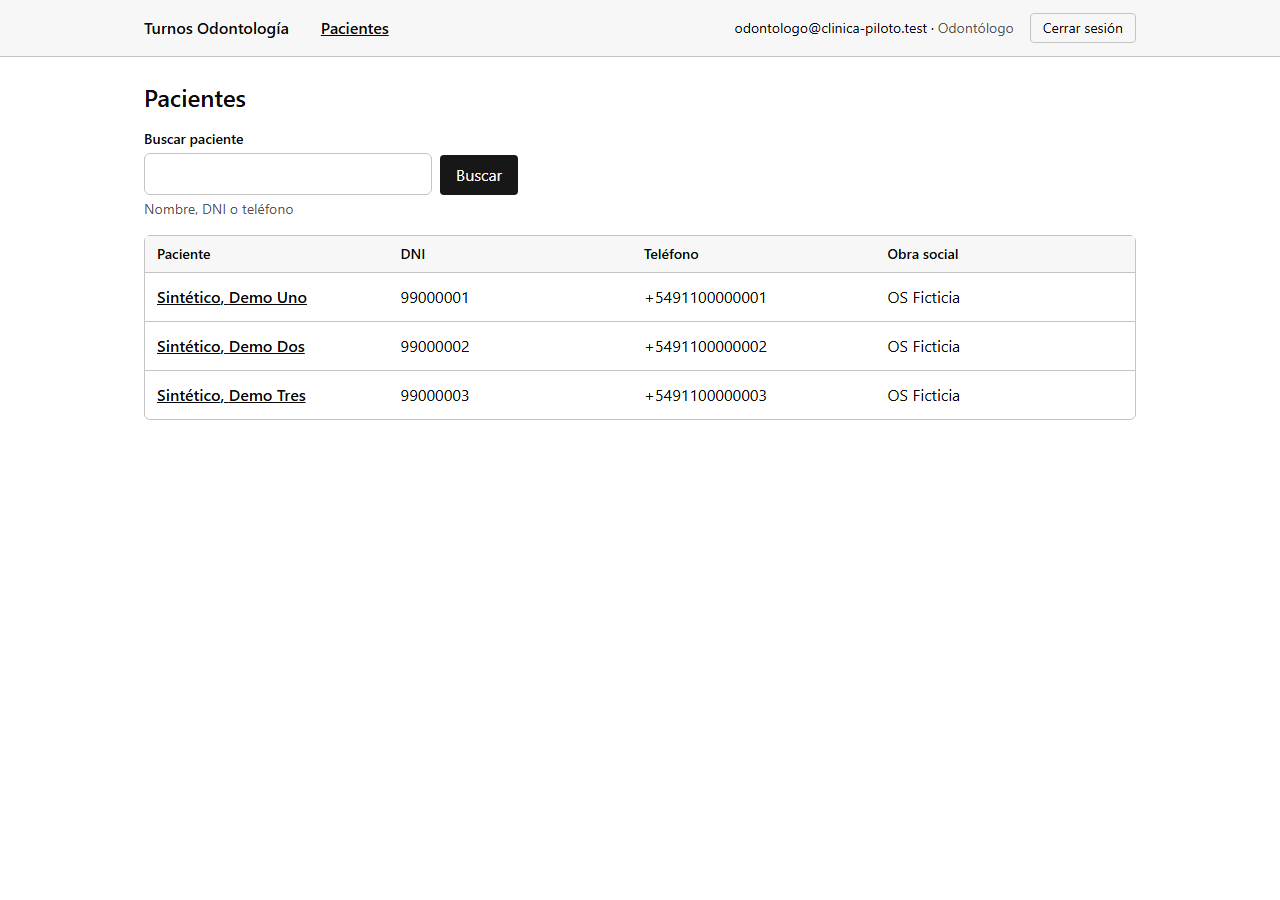 Turnos Odontología Pacientes odontologo@clinica-piloto.test · Odontólogo Cerrar sesión
Pacientes
Buscar paciente
Buscar
Nombre, DNI o teléfono
Paciente DNI Teléfono Obra social
Sintético, Demo Uno 99000001 +5491100000001 OS Ficticia
Sintético, Demo Dos 99000002 +5491100000002 OS Ficticia
Sintético, Demo Tres 99000003 +5491100000003 OS Ficticia